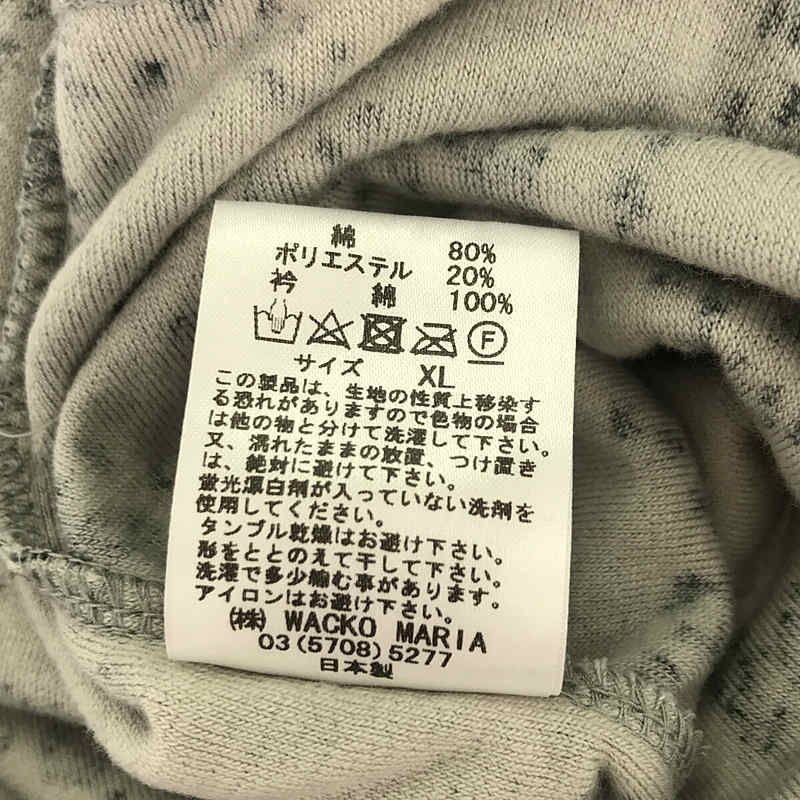 綿 80%
ポリエステル 20%
衿 綿 100%
F
サイズ XL
この製品は、生地の性質上移染す
る恐れがありますので色物の場合
は他の物と分けて洗濯して下さい。
又、濡れたままの放置、つけ置き
は、絶対に避けて下さい。
蛍光漂白剤が入っていない洗剤を
使用してください。
タンブル乾燥はお避け下さい。
形をととのえて干して下さい。
洗濯で多少縮む事があります。
アイロンはお避け下さい。
㈱ WACKO MARIA
03(5708)5277
日本製